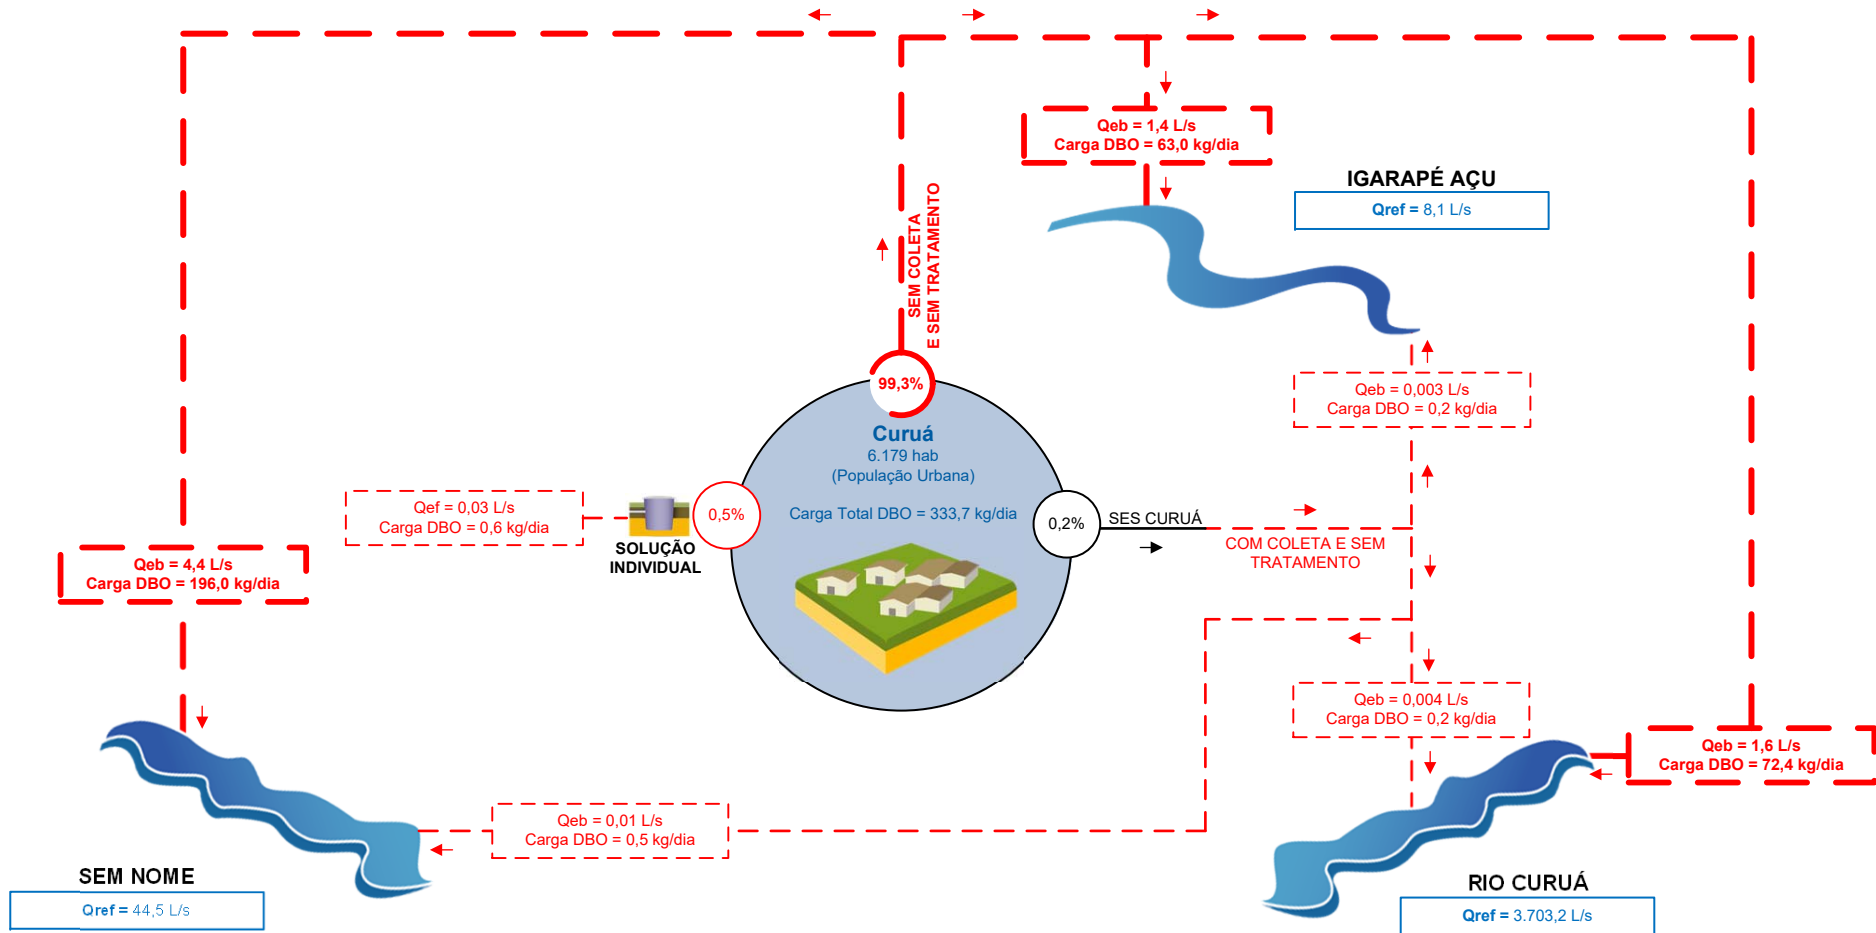 Qeb = 1,4 L/s
Carga DBO = 63,0 kg/dia
IGARAPÉ AÇU
Qref = 8,1 L/s
SEM COLETA
E SEM TRATAMENTO
99,3%
Curuá
6.179 hab
(População Urbana)
Carga Total DBO = 333,7 kg/dia
Qeb = 0,003 L/s
Carga DBO = 0,2 kg/dia
Qef = 0,03 L/s
Carga DBO = 0,6 kg/dia
SOLUÇÃO
INDIVIDUAL
0,5%
0,2%
SES CURUÁ
COM COLETA E SEM
TRATAMENTO
Qeb = 4,4 L/s
Carga DBO = 196,0 kg/dia
Qeb = 0,004 L/s
Carga DBO = 0,2 kg/dia
Qeb = 1,6 L/s
Carga DBO = 72,4 kg/dia
Qeb = 0,01 L/s
Carga DBO = 0,5 kg/dia
SEM NOME
Qref = 44,5 L/s
RIO CURUÁ
Qref = 3.703,2 L/s